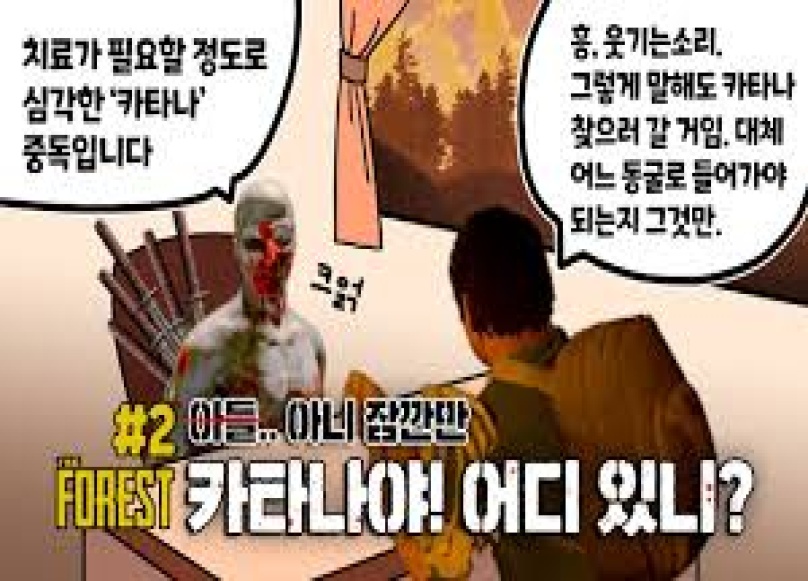 치료가 필요할 정도로
심각한 '카타나'
중독입니다
흥. 웃기는소리.
그렇게 말해도 카타나
찾으러 갈 거임. 대체
어느 동굴로 들어가야
되는지 그것만.
크읽
#2 아들.. 아니 잠깐만
THE
FOREST 카타나야! 어디 있니?